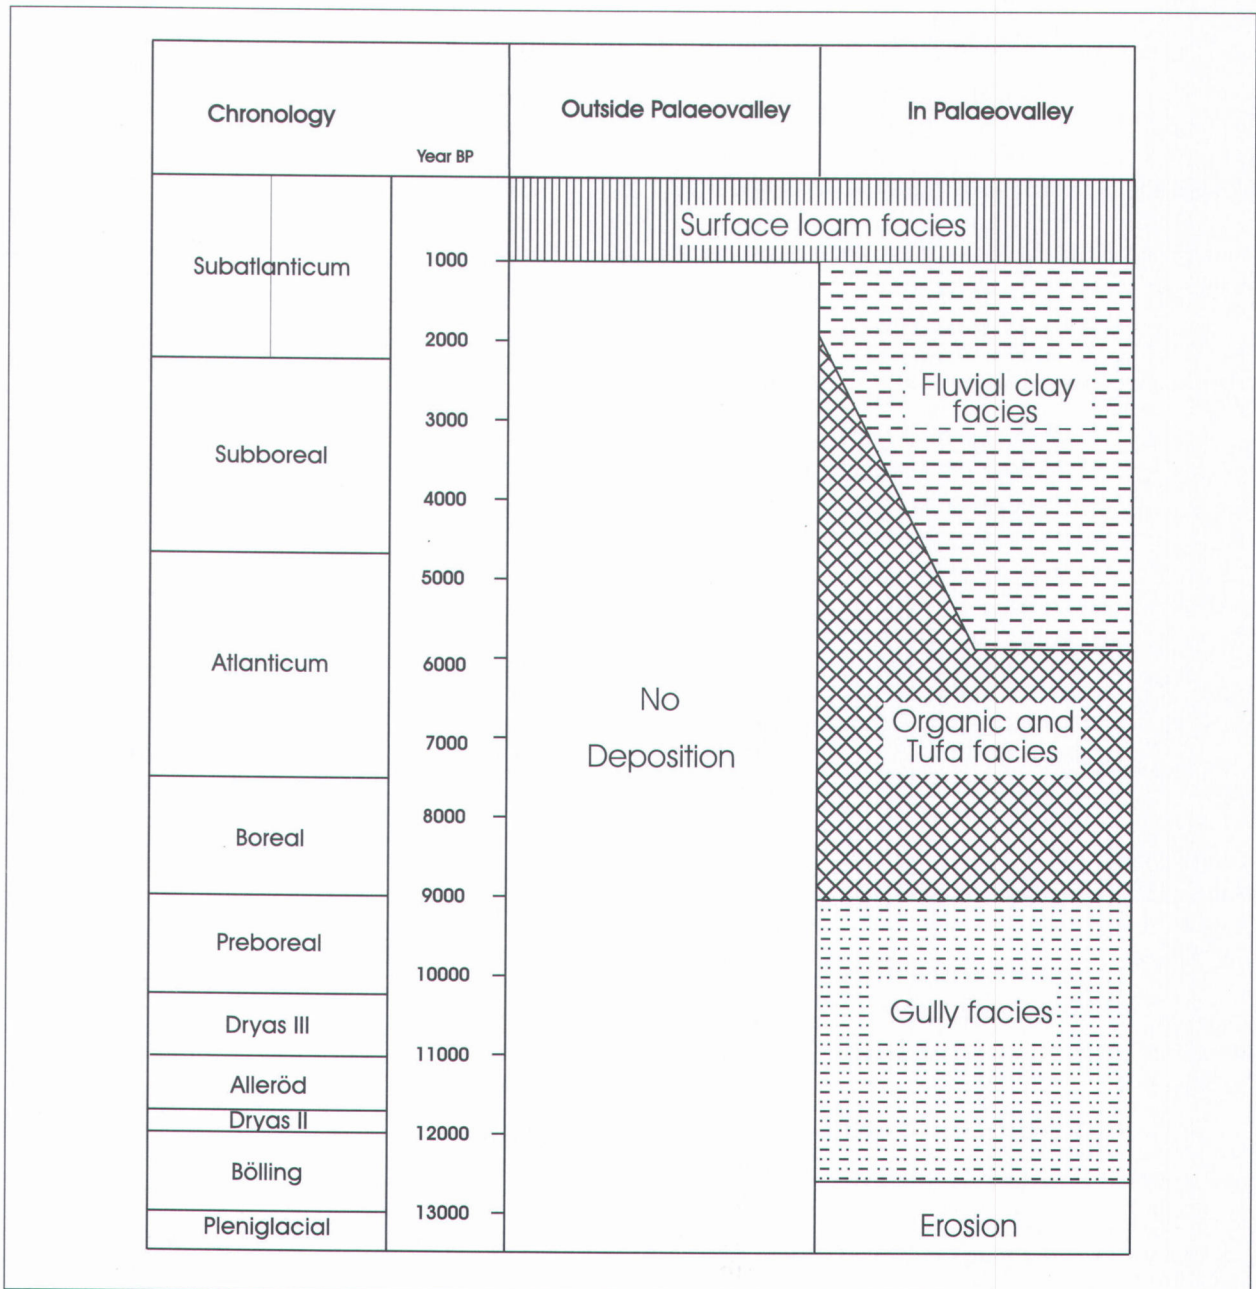 Chronology
Year BP
Outside Palaeovalley
In Palaeovalley
Surface loam facies
Subatlanticum
1000
2000
Fluvial clay
facies
3000
Subboreal
4000
5000
Atlanticum
6000
No
Deposition
Organic and
Tufa facies
7000
8000
Boreal
9000
Preboreal
10000
Gully facies
Dryas III
11000
Alleröd
Dryas II
12000
Bölling
13000
Pleniglacial
Erosion